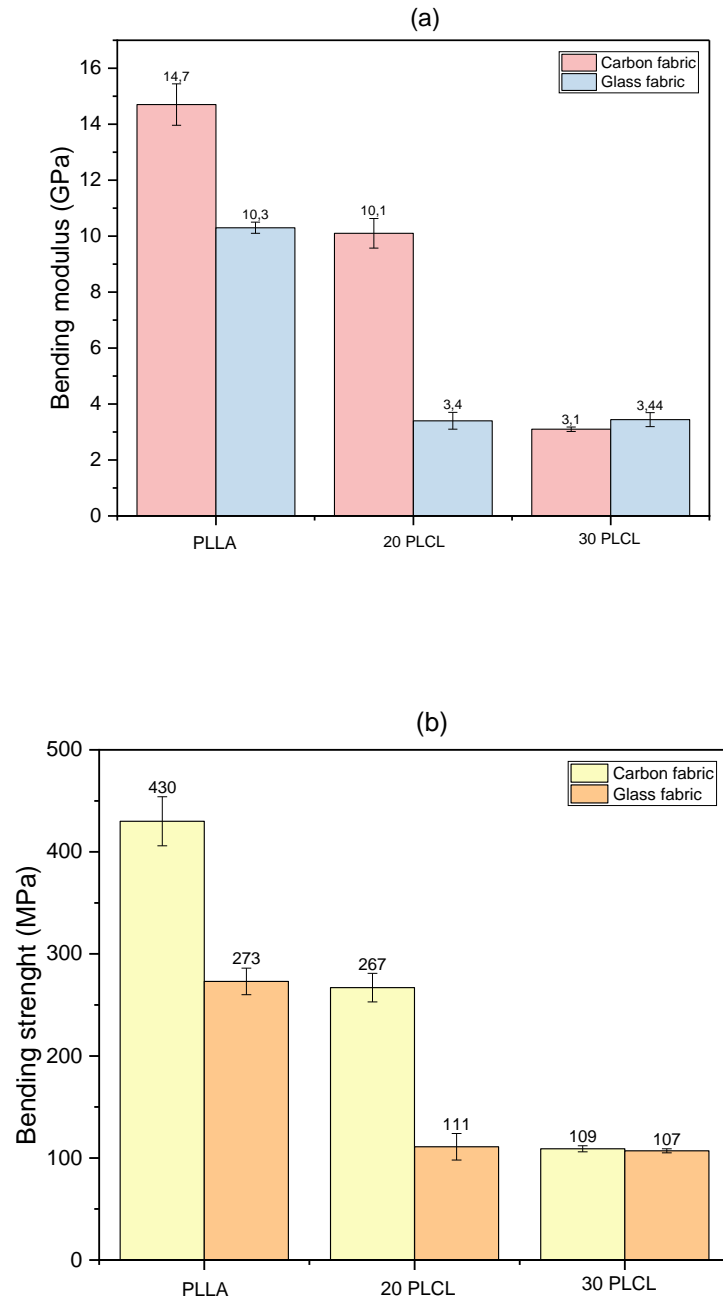 (a)
Carbon fabric
Glass fabric
Bending modulus (GPa)
16
14
12
10
8
6
4
2
0
14,7
10,3
10,1
3,4
3,1
3,44
PLLA
20 PLCL
30 PLCL
(b)
Carbon fabric
Glass fabric
Bending strenght (MPa)
500
400
300
200
100
0
430
273
267
111
109
107
PLLA
20 PLCL
30 PLCL